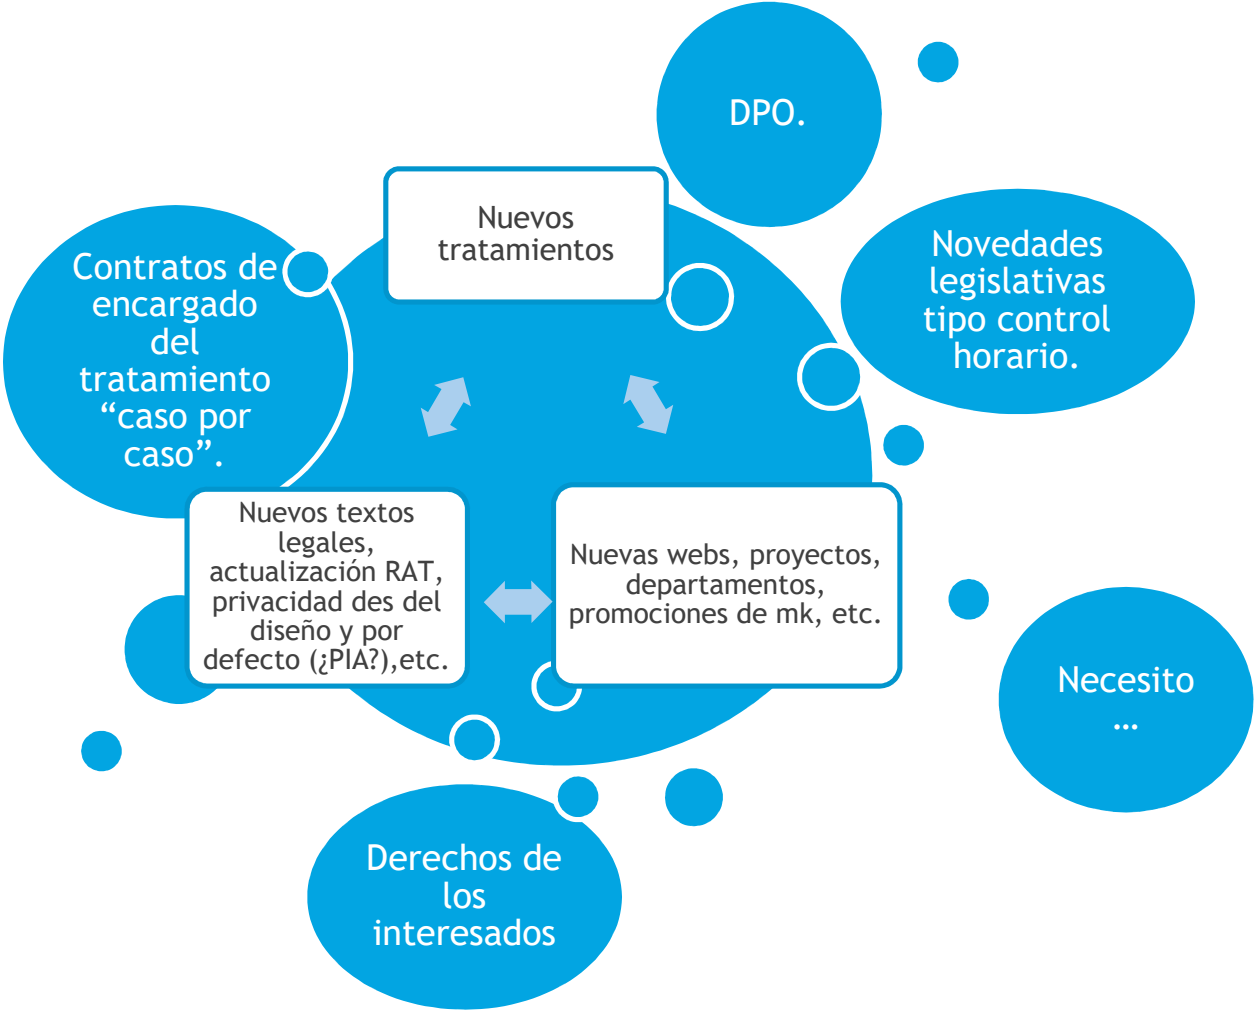 DPO.
Nuevos
tratamientos
Novedades
legislativas
tipo control
horario.
Contratos de
encargado
del
tratamiento
“caso por
caso”.
Nuevos textos
legales,
actualización RAT,
privacidad des del
diseño y por
defecto (¿PIA?),etc.
Nuevas webs, proyectos,
departamentos,
promociones de mk, etc.
Necesito
…
Derechos de
los
interesados